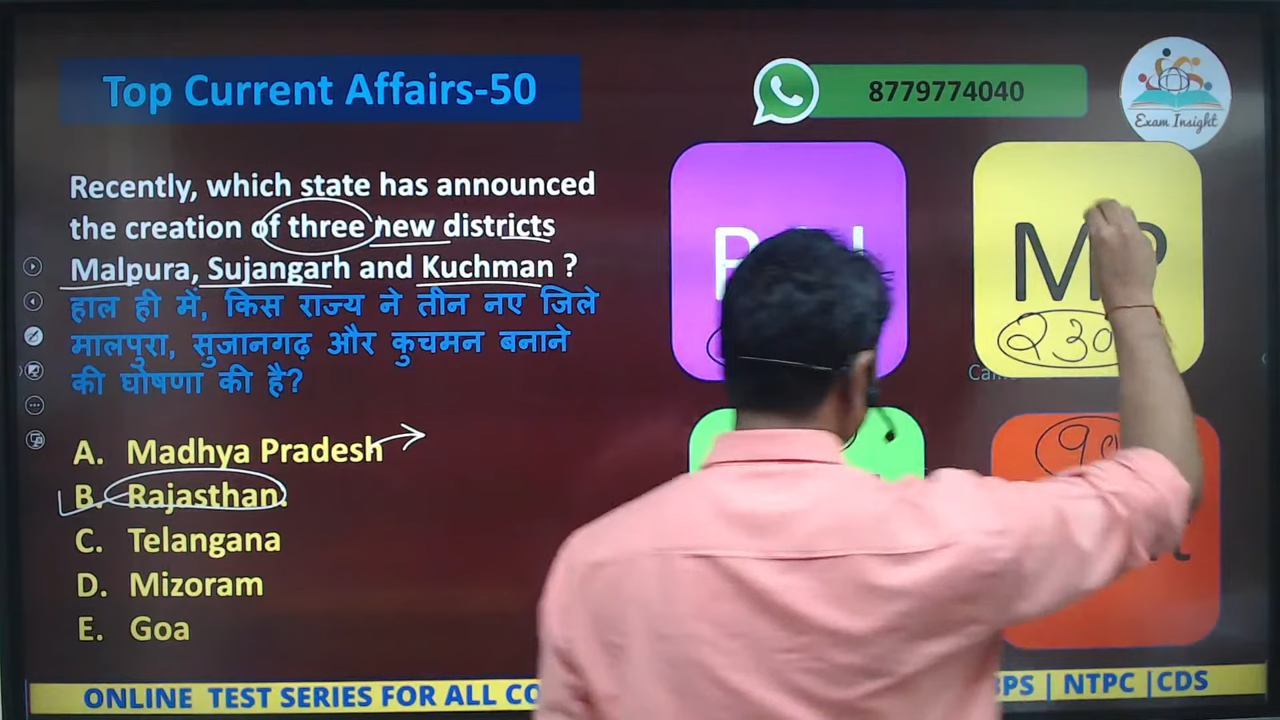 Top Current Affairs-50
8779774040
Exam Insight
Recently, which state has announced
the creation of three new districts
Malpura, Sujangarh and Kuchman ?
हाल ही में, किस राज्य ने तीन नए जिले
मालपुरा, सुजानगढ़ और कुचमन बनाने
की घोषणा की है?
A. Madhya Pradesh
B. Rajasthan.
C. Telangana
D. Mizoram
E. Goa
230
ONLINE TEST SERIES FOR ALL
| NTPC |CDS